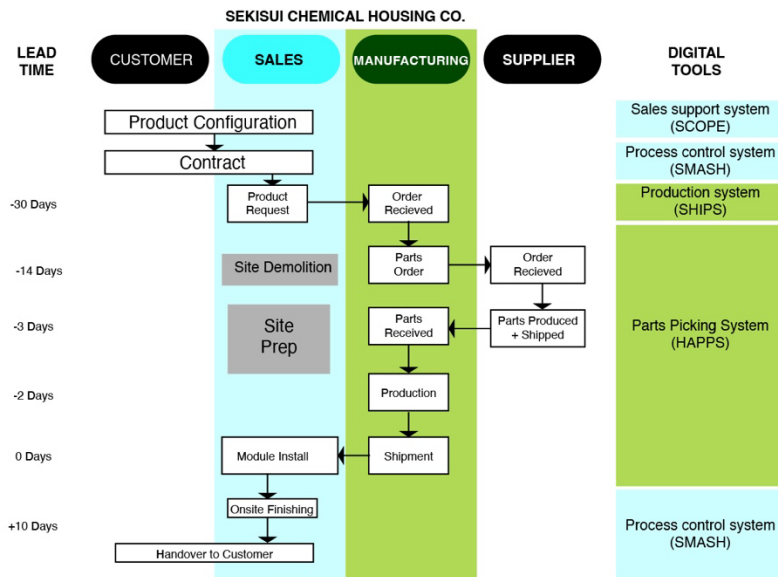 SEKISUI CHEMICAL HOUSING CO.
LEAD
TIME
CUSTOMER
SALES
MANUFACTURING
SUPPLIER
DIGITAL
TOOLS
Product Configuration
Sales support system
(SCOPE)
Contract
Process control system
(SMASH)
-30 Days
Product
Request
Order
Recieved
Production system
(SHIPS)
-14 Days
Site Demolition
Parts
Order
Order
Recieved
-3 Days
Site
Prep
Parts
Received
Parts Produced
+ Shipped
Parts Picking System
(HAPPS)
-2 Days
Production
0 Days
Module Install
Shipment
Onsite Finishing
+10 Days
Process control system
(SMASH)
Handover to Customer